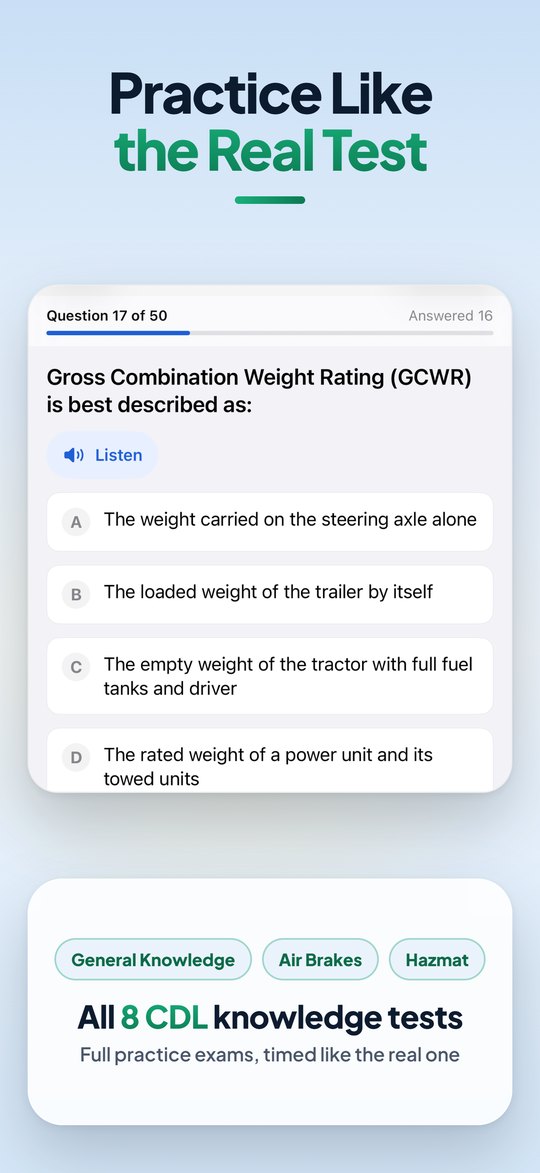 Practice Like
the Real Test
Question 17 of 50
Answered 16
Gross Combination Weight Rating (GCWR)
is best described as:
Listen
A The weight carried on the steering axle alone
B The loaded weight of the trailer by itself
C The empty weight of the tractor with full fuel
tanks and driver
D The rated weight of a power unit and its
towed units
General Knowledge
Air Brakes
Hazmat
All 8 CDL knowledge tests
Full practice exams, timed like the real one